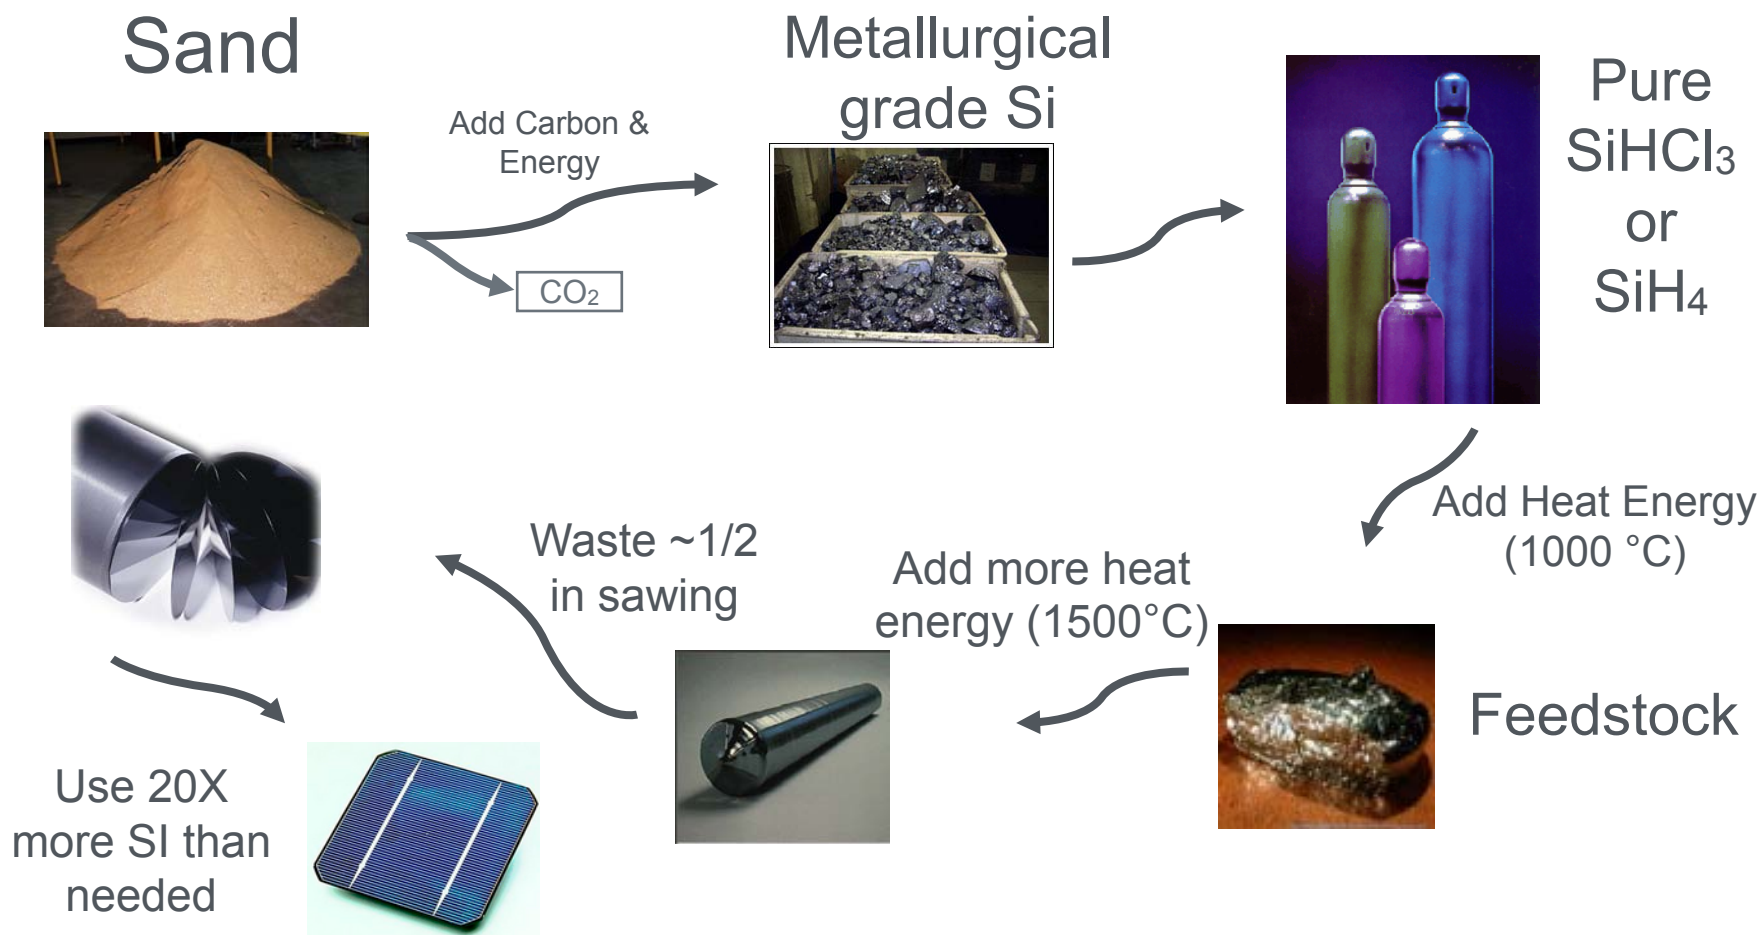 Sand
Add Carbon &
Energy
CO₂
Metallurgical
grade Si
Pure
SiHCl₃
or
SiH₄
Add Heat Energy
(1000 °C)
Feedstock
Add more heat
energy (1500°C)
Waste ~1/2
in sawing
Use 20X
more SI than
needed